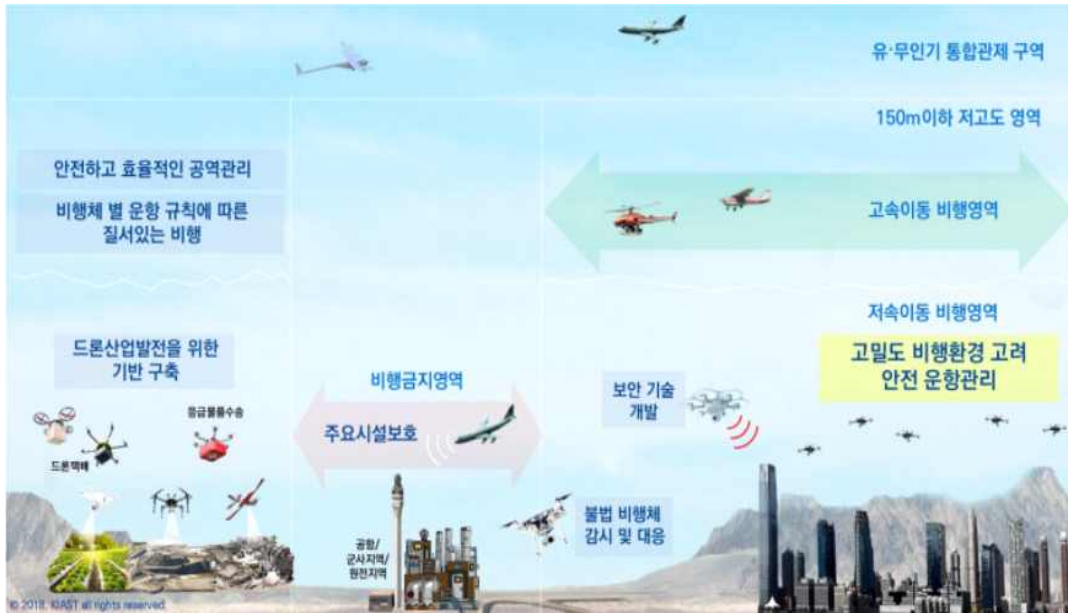 유·무인기 통합관제 구역
150m이하 저고도 영역
안전하고 효율적인 공역관리
비행체 별 운항 규칙에 따른
질서있는 비행
고속이동 비행영역
저속이동 비행영역
고밀도 비행환경 고려
안전 운항관리
드론산업발전을 위한
기반 구축
비행금지영역
주요시설보호
보안 기술
개발
응급물품수송
드론택배
불법 비행체
감시 및 대응
공항/
군사지역/
원전지역
© 2018. KIAST all rights reserved.